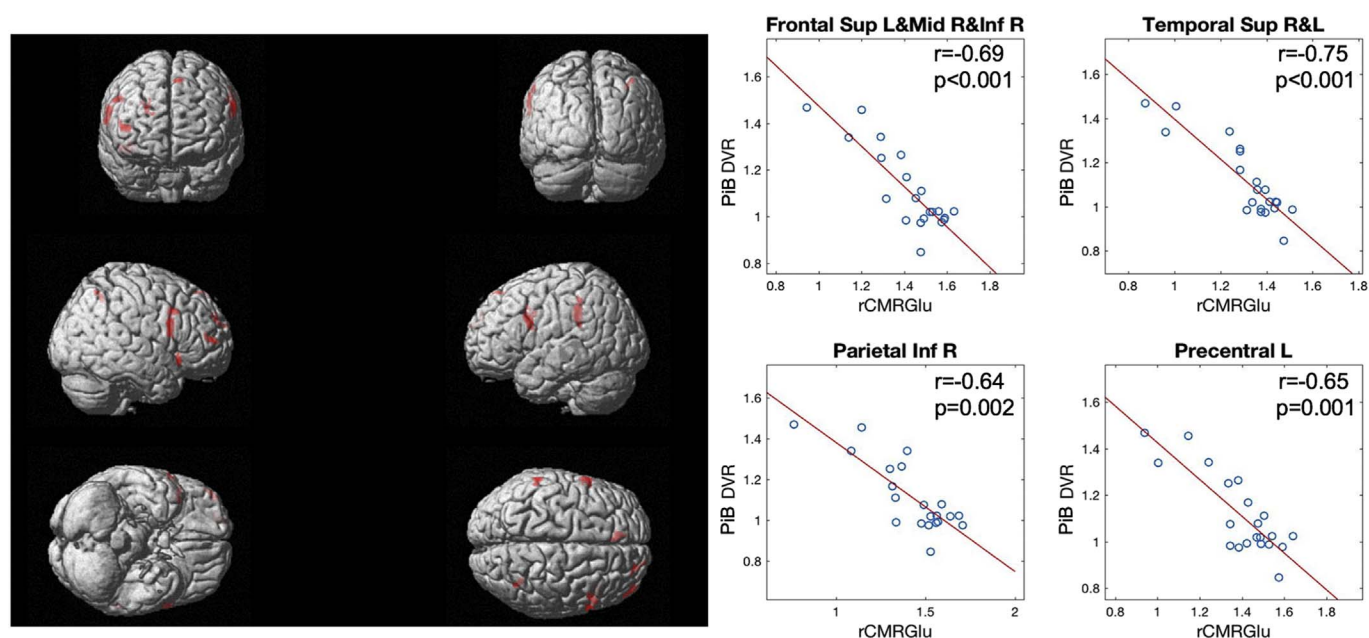 Frontal Sup L&Mid R&Inf R
r=-0.69
p<0.001
PiB DVR
1.6
1.4
1.2
1
0.8
0.8 1 1.2 1.4 1.6 1.8
rCMRGlu
Temporal Sup R&L
r=-0.75
p<0.001
PiB DVR
1.6
1.4
1.2
1
0.8
0.8 1 1.2 1.4 1.6 1.8
rCMRGlu
Parietal Inf R
r=-0.64
p=0.002
PiB DVR
1.6
1.4
1.2
1
0.8
1 1.5 2
rCMRGlu
Precentral L
r=-0.65
p=0.001
PiB DVR
1.6
1.4
1.2
1
0.8
0.8 1 1.2 1.4 1.6 1.8
rCMRGlu